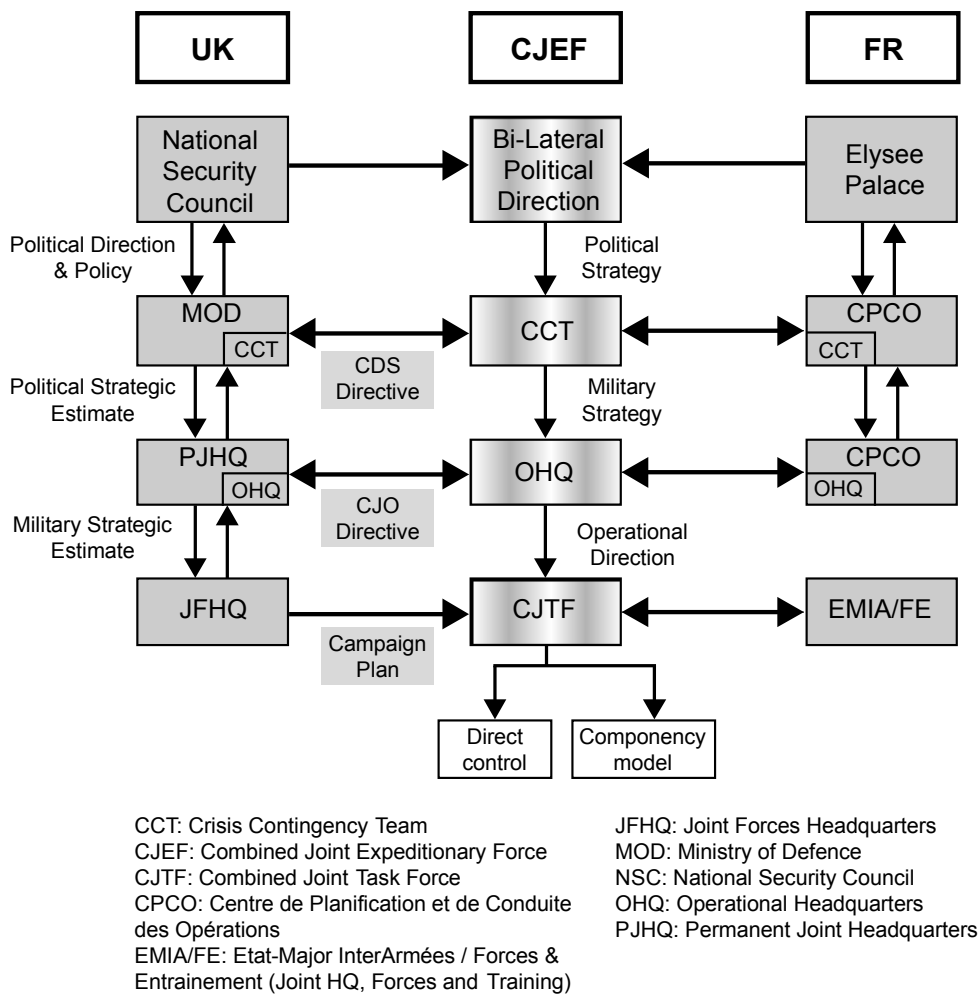 UK
CJEF
FR
National
Security
Council
Bi-Lateral
Political
Direction
Elysee
Palace
Political Direction
& Policy
Political
Strategy
MOD
CCT
CCT
CPCO
CCT
CDS
Directive
Political Strategic
Estimate
Military
Strategy
PJHQ
OHQ
OHQ
CPCO
OHQ
CJO
Directive
Military Strategic
Estimate
Operational
Direction
JFHQ
CJTF
EMIA/FE
Campaign
Plan
Direct
control
Componency
model
CCT: Crisis Contingency Team
CJEF: Combined Joint Expeditionary Force
CJTF: Combined Joint Task Force
CPCO: Centre de Planification et de Conduite
des Opérations
EMIA/FE: Etat-Major InterArmées / Forces &
Entrainement (Joint HQ, Forces and Training)
JFHQ: Joint Forces Headquarters
MOD: Ministry of Defence
NSC: National Security Council
OHQ: Operational Headquarters
PJHQ: Permanent Joint Headquarters